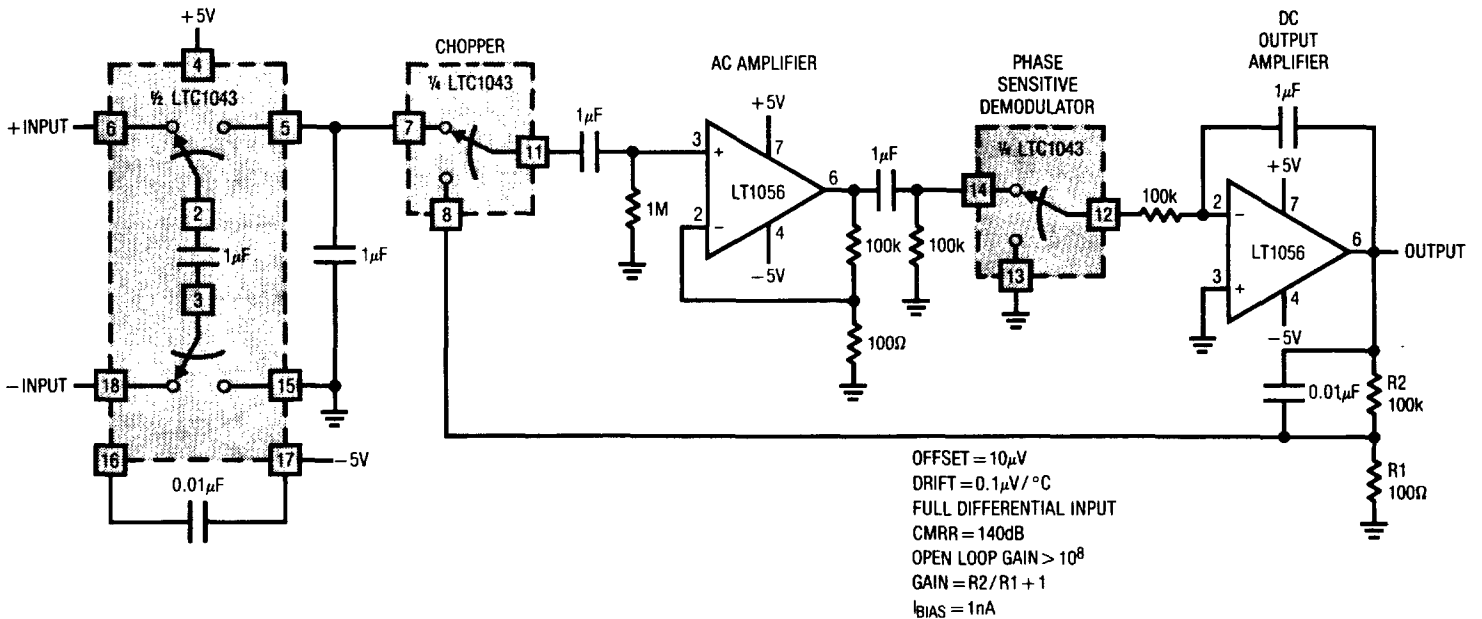 +5V
4
½ LTC1043
+INPUT
6
5
2
1μF
3
−INPUT
18
15
16
17
−5V
0.01μF
1μF
CHOPPER
¼ LTC1043
7
11
8
1μF
1M
AC AMPLIFIER
+5V
3
+
7
LT1056
6
2
−
4
−5V
100k
100Ω
1μF
100k
PHASE
SENSITIVE
DEMODULATOR
¼ LTC1043
14
12
13
100k
DC
OUTPUT
AMPLIFIER
1μF
+5V
2
−
7
LT1056
6
OUTPUT
3
+
4
−5V
0.01μF
R2
100k
R1
100Ω
OFFSET = 10μV
DRIFT = 0.1μV/°C
FULL DIFFERENTIAL INPUT
CMRR = 140dB
OPEN LOOP GAIN > 10⁸
GAIN = R2/R1 + 1
IBIAS = 1nA